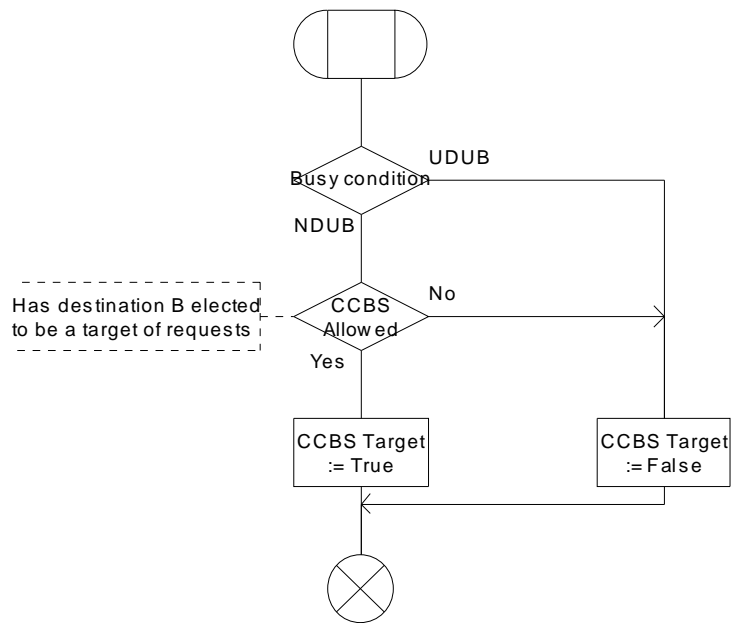 UDUB
Busy condition
NDUB
Has destination B elected
to be a target of requests
CCBS
Allowed
No
Yes
CCBS Target
:= True
CCBS Target
:= False